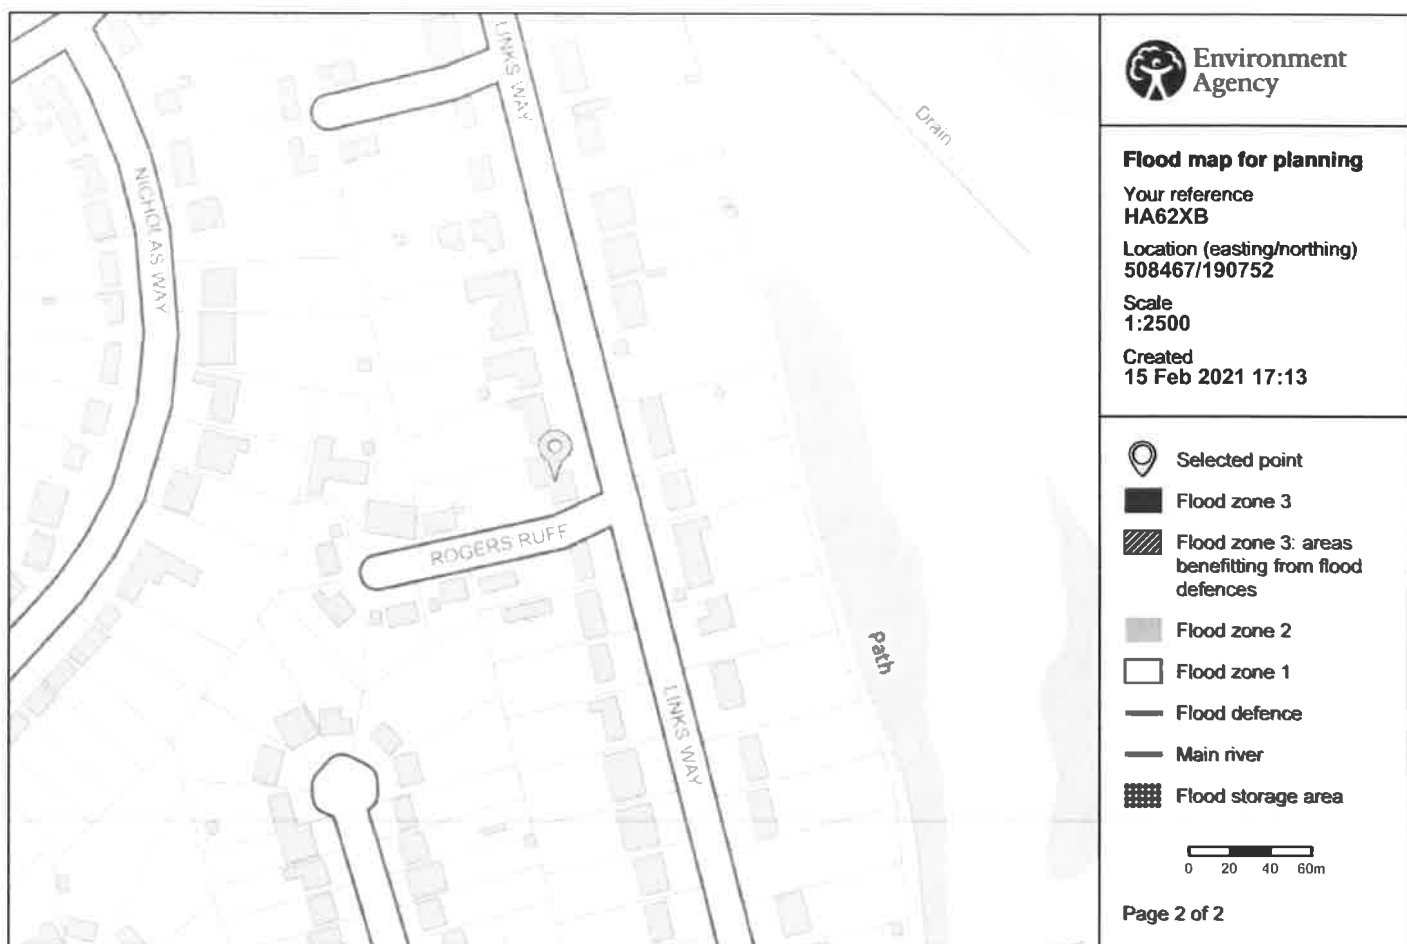 LINKS WAY
NICHOLAS WAY
Drain
ROGERS RUFF
Path
LINKS WAY
Environment
Agency
Flood map for planning
Your reference
HA62XB
Location (easting/northing)
508467/190752
Scale
1:2500
Created
15 Feb 2021 17:13
Selected point
Flood zone 3
Flood zone 3: areas
benefitting from flood
defences
Flood zone 2
Flood zone 1
Flood defence
Main river
Flood storage area
0 20 40 60m
Page 2 of 2